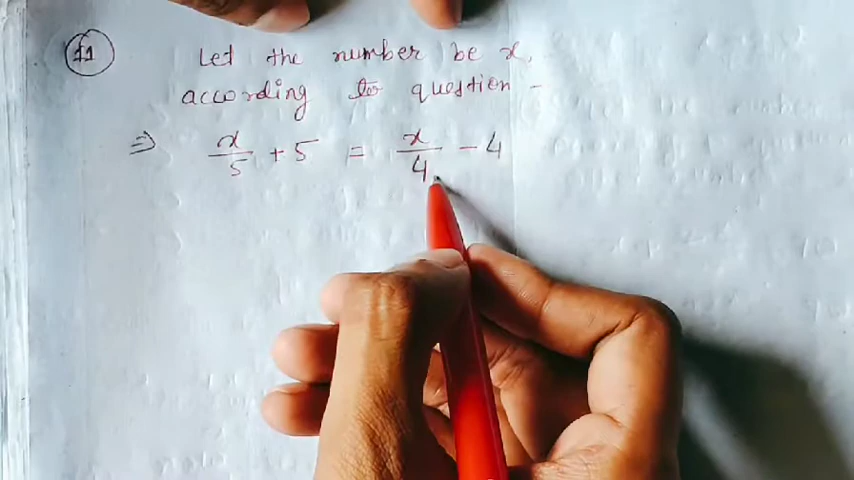 11 Let the number be x,
according to question -
⇒ x/5 + 5 = x/4 - 4